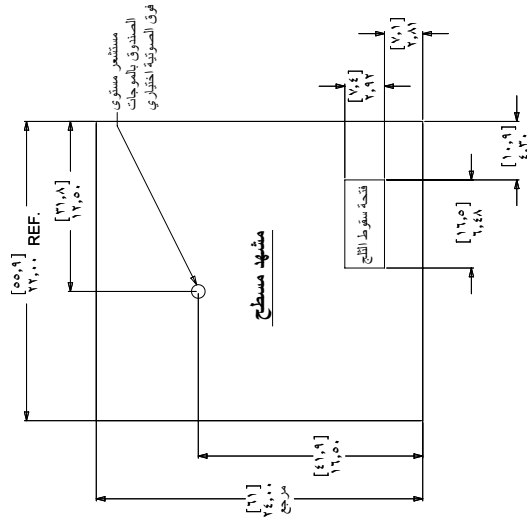 مستشعر مستوى
الصندوق بالموجات
فوق الصوتية اختياري
[٥٥,٩]
٢٢,٠٠ REF.
[٣١,٨]
١٢,٥٠
[٧,١]
٢,٨١
[٧,٤]
٢,٩٢
[١٠,٩]
٤,٣٠
[١٦,٥]
٦,٤٨
فتحة سقوط الثلج
مشهد مسطح
[٤١,٩]
١٦,٥٠
[٦١]
٢٤,٠٠
مرجع